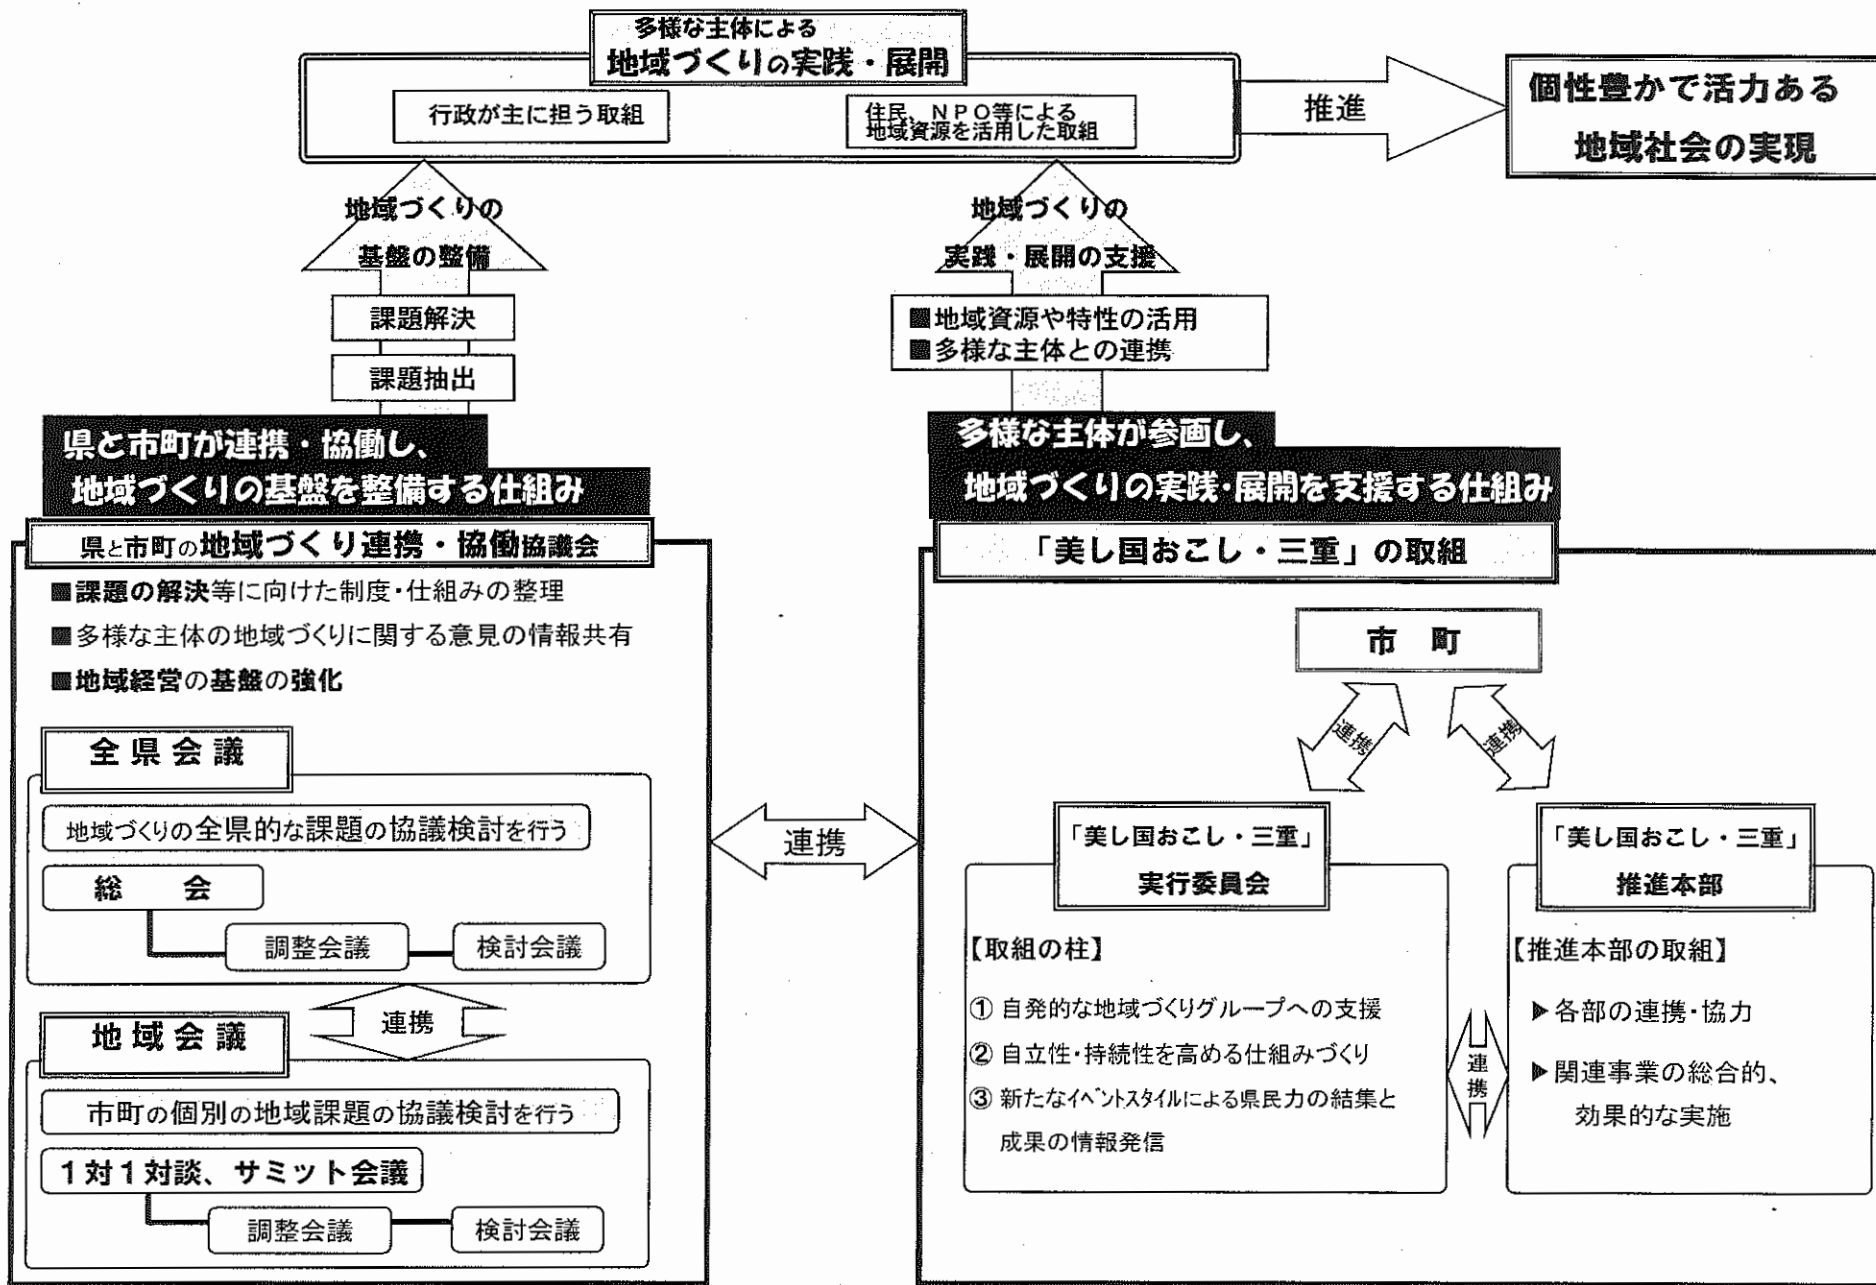 多様な主体による
地域づくりの実践・展開
行政が主に担う取組
住民、ＮＰＯ等による
地域資源を活用した取組
推進
個性豊かで活力ある
地域社会の実現
地域づくりの
基盤の整備
課題解決
課題抽出
地域づくりの
実践・展開の支援
■地域資源や特性の活用
■多様な主体との連携
県と市町が連携・協働し、
地域づくりの基盤を整備する仕組み
県と市町の地域づくり連携・協働協議会
■課題の解決等に向けた制度・仕組みの整理
■多様な主体の地域づくりに関する意見の情報共有
■地域経営の基盤の強化
全県会議
地域づくりの全県的な課題の協議検討を行う
総　会
調整会議
検討会議
連携
地域会議
市町の個別の地域課題の協議検討を行う
１対１対談、サミット会議
調整会議
検討会議
連携
多様な主体が参画し、
地域づくりの実践・展開を支援する仕組み
「美し国おこし・三重」の取組
市　町
連携
連携
「美し国おこし・三重」
実行委員会
【取組の柱】
① 自発的な地域づくりグループへの支援
② 自立性・持続性を高める仕組みづくり
③ 新たなイベントスタイルによる県民力の結集と
成果の情報発信
連携
「美し国おこし・三重」
推進本部
【推進本部の取組】
▶各部の連携・協力
▶関連事業の総合的、
効果的な実施